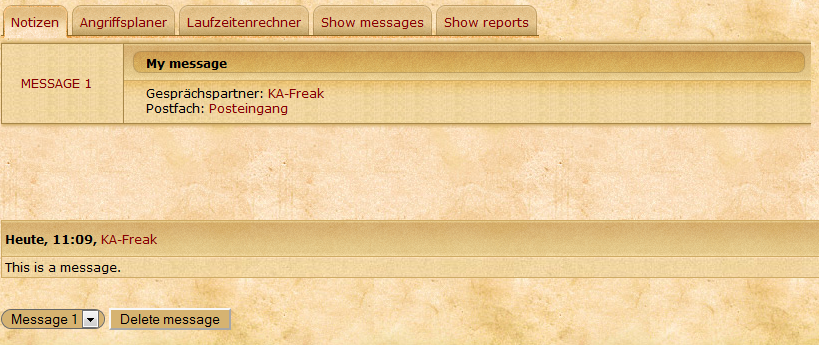 Notizen Angriffsplaner Laufzeitenrechner Show messages Show reports
My message
MESSAGE 1
Gesprächspartner: KA-Freak
Postfach: Posteingang
Heute, 11:09, KA-Freak
This is a message.
Message 1 Delete message